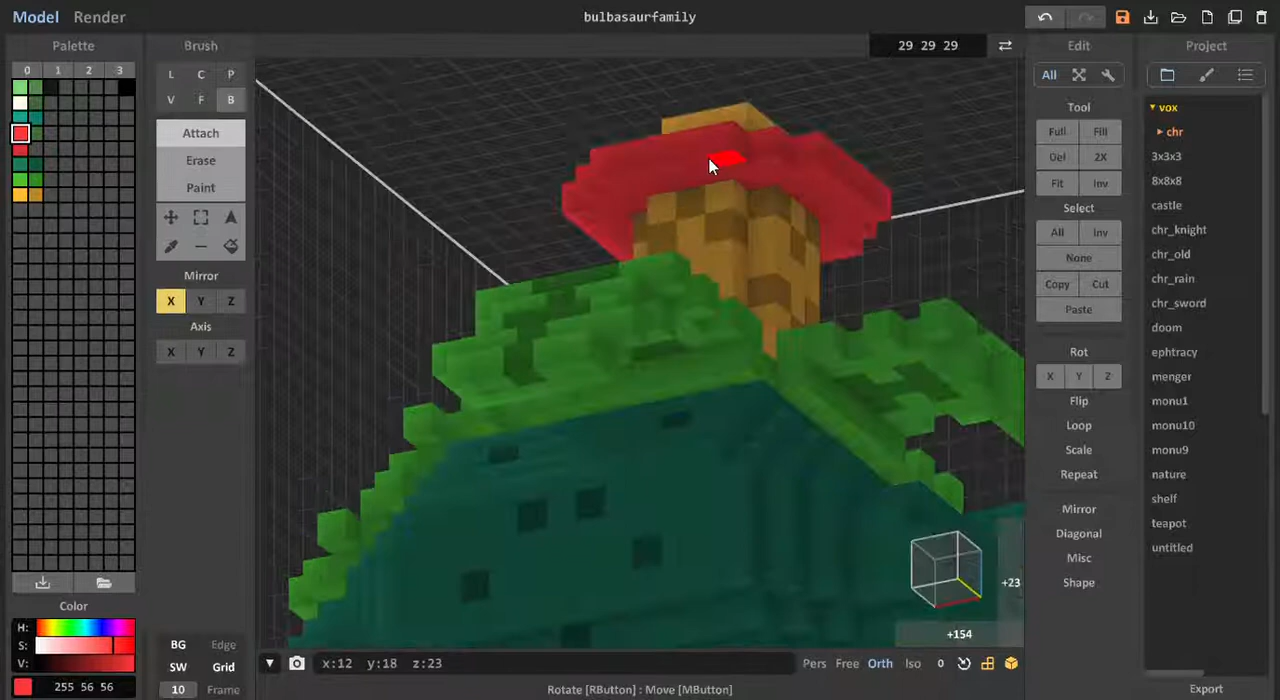 Model Render
bulbasaurfamily
Palette
Brush
29 29 29
Edit
Project
0 1 2 3
L C P
V F B
Attach
Erase
Paint
Mirror
X Y Z
Axis
X Y Z
All
Tool
Full Fill
Del 2X
Fit Inv
Select
All Inv
None
Copy Cut
Paste
Rot
X Y Z
Flip
Loop
Scale
Repeat
Mirror
Diagonal
Misc
Shape
vox
chr
3x3x3
8x8x8
castle
chr_knight
chr_old
chr_rain
chr_sword
doom
ephtracy
menger
monu1
monu10
monu9
nature
shelf
teapot
untitled
+23
+154
Color
H:
S:
V:
255 56 56
BG Edge
SW Grid
10 Frame
x:12 y:18 z:23
Pers Free Orth Iso 0
Rotate [RButton] : Move [MButton]
Export